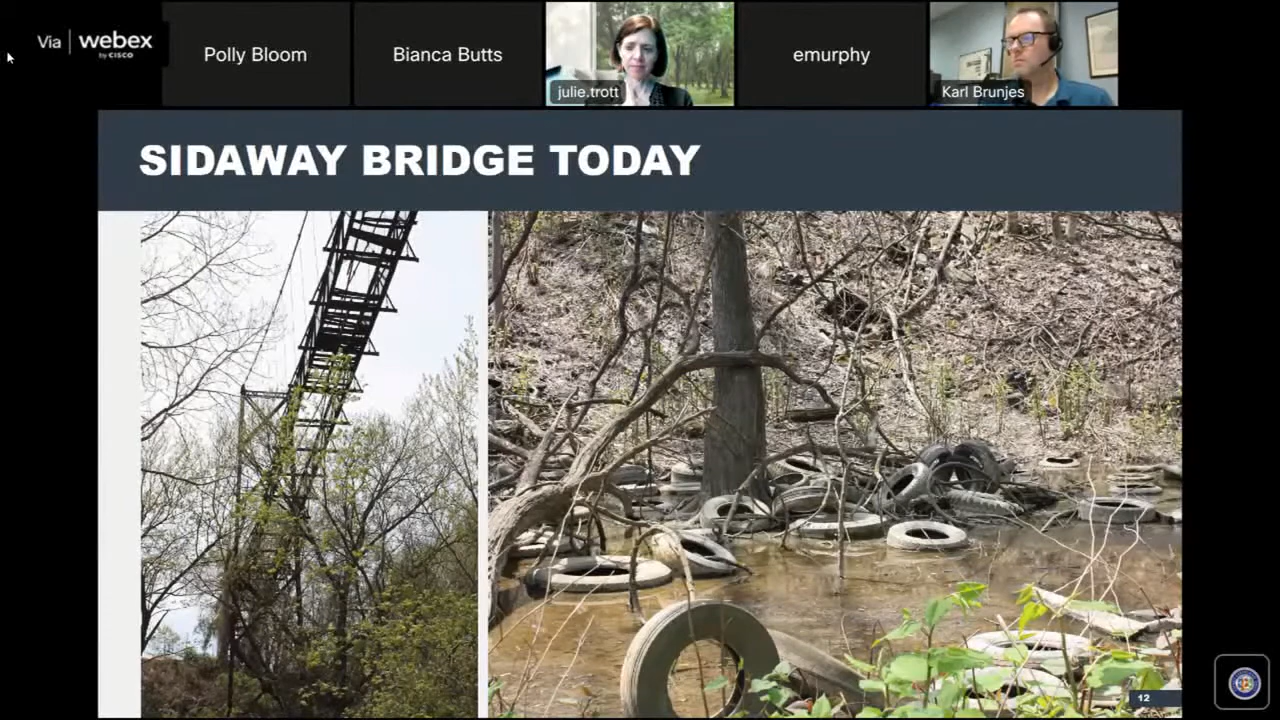 Via webex
by CISCO
Polly Bloom
Bianca Butts
julie.trott
emurphy
Karl Brunjes
SIDAWAY BRIDGE TODAY
12